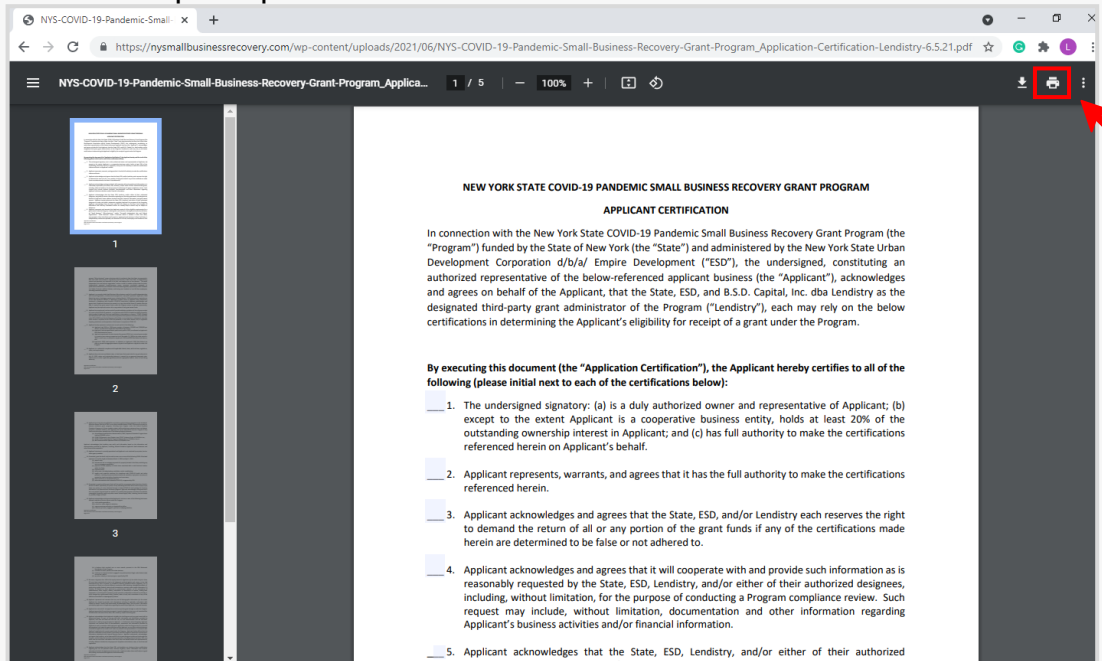 NYS-COVID-19-Pandemic-Small-
https://nysmallbusinessrecovery.com/wp-content/uploads/2021/06/NYS-COVID-19-Pandemic-Small-Business-Recovery-Grant-Program_Application-Certification-Lendistry-6.5.21.pdf
L
NYS-COVID-19-Pandemic-Small-Business-Recovery-Grant-Program_Applica... 1 / 5 — 100% +
1
2
3
NEW YORK STATE COVID-19 PANDEMIC SMALL BUSINESS RECOVERY GRANT PROGRAM
APPLICANT CERTIFICATION
In connection with the New York State COVID-19 Pandemic Small Business Recovery Grant Program (the
“Program”) funded by the State of New York (the “State”) and administered by the New York State Urban
Development Corporation d/b/a/ Empire Development (“ESD”), the undersigned, constituting an
authorized representative of the below-referenced applicant business (the “Applicant”), acknowledges
and agrees on behalf of the Applicant, that the State, ESD, and B.S.D. Capital, Inc. dba Lendistry as the
designated third-party grant administrator of the Program (“Lendistry”), each may rely on the below
certifications in determining the Applicant’s eligibility for receipt of a grant under the Program.
By executing this document (the “Application Certification”), the Applicant hereby certifies to all of the
following (please initial next to each of the certifications below):
___1. The undersigned signatory: (a) is a duly authorized owner and representative of Applicant; (b)
except to the extent Applicant is a cooperative business entity, holds at least 20% of the
outstanding ownership interest in Applicant; and (c) has full authority to make the certifications
referenced herein on Applicant’s behalf.
___2. Applicant represents, warrants, and agrees that it has the full authority to make the certifications
referenced herein.
___3. Applicant acknowledges and agrees that the State, ESD, and/or Lendistry each reserves the right
to demand the return of all or any portion of the grant funds if any of the certifications made
herein are determined to be false or not adhered to.
___4. Applicant acknowledges and agrees that it will cooperate with and provide such information as is
reasonably requested by the State, ESD, Lendistry, and/or either of their authorized designees,
including, without limitation, for the purpose of conducting a Program compliance review. Such
request may include, without limitation, documentation and other information regarding
Applicant’s business activities and/or financial information.
___5. Applicant acknowledges that the State, ESD, Lendistry, and/or either of their authorized